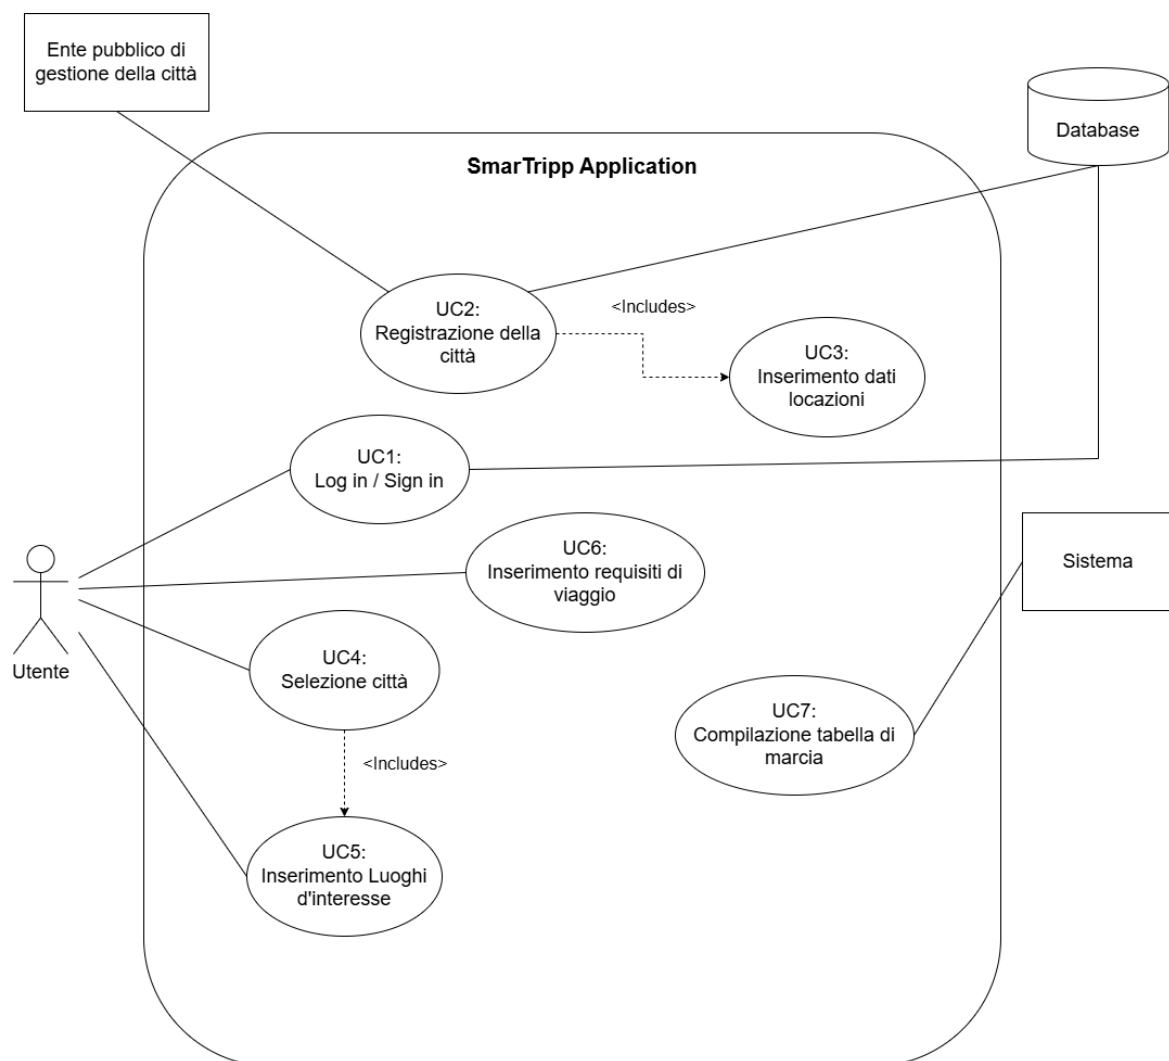 Ente pubblico di
gestione della città
Database
SmarTripp Application
UC2:
Registrazione della
città
<Includes>
UC3:
Inserimento dati
locazioni
UC1:
Log in / Sign in
UC6:
Inserimento requisiti di
viaggio
Sistema
Utente
UC4:
Selezione città
UC7:
Compilazione tabella di
marcia
<Includes>
UC5:
Inserimento Luoghi
d'interesse